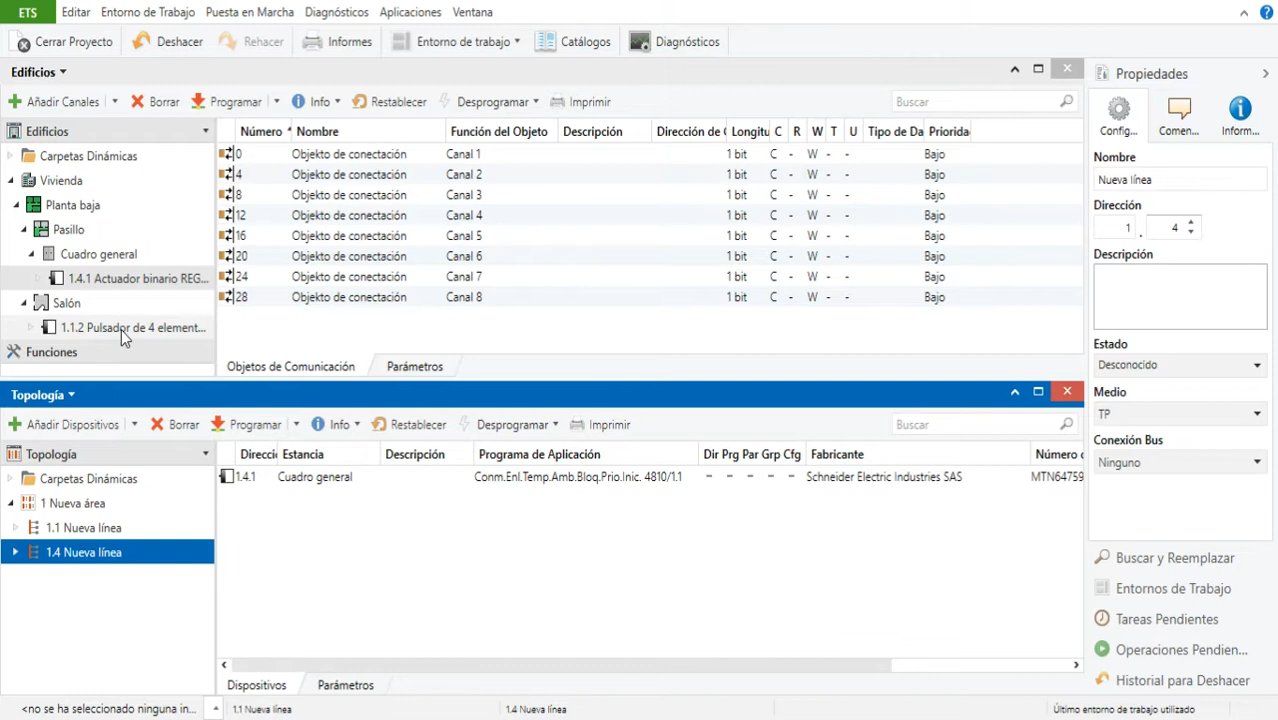 ETS Editar Entorno de Trabajo Puesta en Marcha Diagnósticos Aplicaciones Ventana
Cerrar Proyecto Deshacer Rehacer Informes Entorno de trabajo Catálogos Diagnósticos
Edificios
Añadir Canales Borrar Programar Info Restablecer Desprogramar Imprimir Buscar
Edificios
Carpetas Dinámicas
Vivienda
Planta baja
Pasillo
Cuadro general
1.4.1 Actuador binario REG...
Salón
1.1.2 Pulsador de 4 element...
Funciones
Número Nombre Función del Objeto Descripción Dirección de Longitu C R W T U Tipo de Da Priorida
0 Objekto de conectación Canal 1 1 bit C - W - - Bajo
4 Objekto de conectación Canal 2 1 bit C - W - - Bajo
8 Objekto de conectación Canal 3 1 bit C - W - - Bajo
12 Objekto de conectación Canal 4 1 bit C - W - - Bajo
16 Objekto de conectación Canal 5 1 bit C - W - - Bajo
20 Objekto de conectación Canal 6 1 bit C - W - - Bajo
24 Objekto de conectación Canal 7 1 bit C - W - - Bajo
28 Objekto de conectación Canal 8 1 bit C - W - - Bajo
Objetos de Comunicación Parámetros
Topología
Añadir Dispositivos Borrar Programar Info Restablecer Desprogramar Imprimir Buscar
Topología
Carpetas Dinámicas
1 Nueva área
1.1 Nueva línea
1.4 Nueva línea
Direcci Estancia Descripción Programa de Aplicación Dir Prg Par Grp Cfg Fabricante Número
1.4.1 Cuadro general Conm.Enl.Temp.Amb.Bloq.Prio.Inic. 4810/1.1 - - - - - Schneider Electric Industries SAS MTN64759
Dispositivos Parámetros
Propiedades
Config... Comen... Inform...
Nombre
Nueva línea
Dirección
1 . 4
Descripción
Estado
Desconocido
Medio
TP
Conexión Bus
Ninguno
Buscar y Reemplazar
Entornos de Trabajo
Tareas Pendientes
Operaciones Pendien...
Historial para Deshacer
<no se ha seleccionado ninguna in... 1.1 Nueva línea 1.4 Nueva línea Último entorno de trabajo utilizado